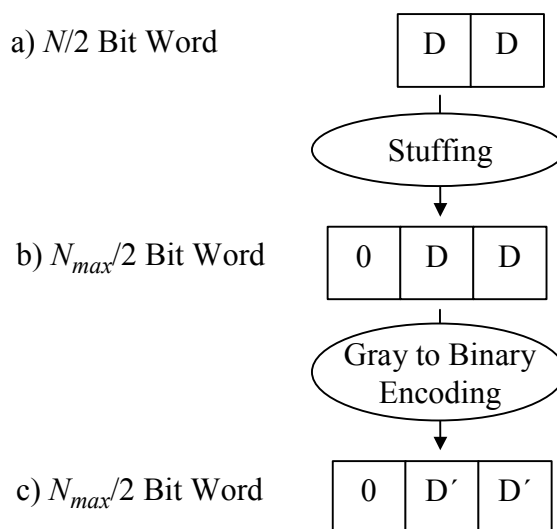 a) N/2 Bit Word D D
Stuffing
b) Nmax/2 Bit Word 0 D D
Gray to Binary
Encoding
c) Nmax/2 Bit Word 0 D´ D´